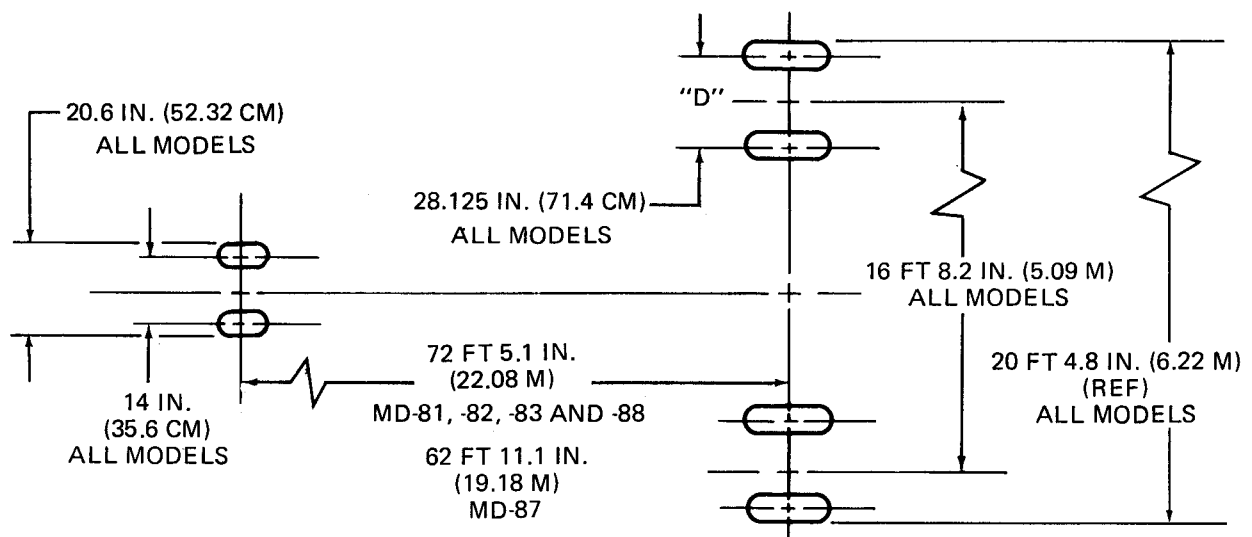 20.6 IN. (52.32 CM)
ALL MODELS
"D"
28.125 IN. (71.4 CM)
ALL MODELS
16 FT 8.2 IN. (5.09 M)
ALL MODELS
72 FT 5.1 IN.
(22.08 M)
MD-81, -82, -83 AND -88
62 FT 11.1 IN.
(19.18 M)
MD-87
14 IN.
(35.6 CM)
ALL MODELS
20 FT 4.8 IN. (6.22 M)
(REF)
ALL MODELS